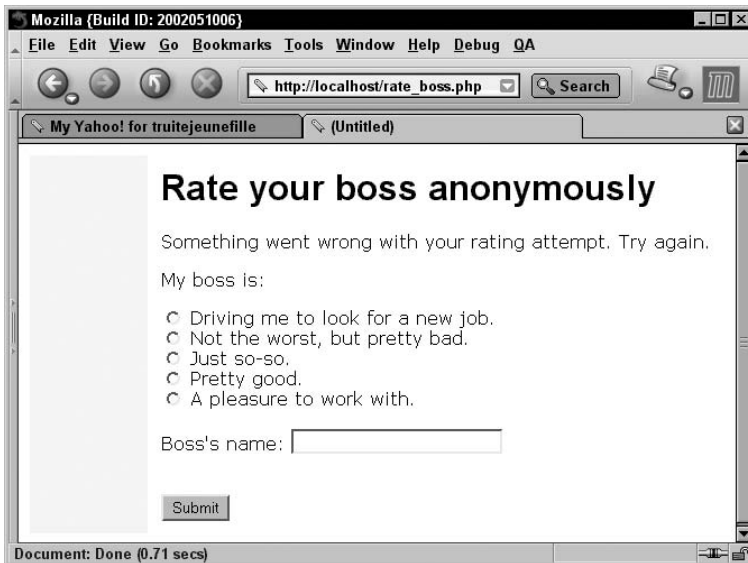 Mozilla {Build ID: 2002051006}
File Edit View Go Bookmarks Tools Window Help Debug QA
http://localhost/rate_boss.php Search
My Yahoo! for truitejeunefille (Untitled)
Rate your boss anonymously
Something went wrong with your rating attempt. Try again.
My boss is:
Driving me to look for a new job.
Not the worst, but pretty bad.
Just so-so.
Pretty good.
A pleasure to work with.
Boss's name:
Submit
Document: Done (0.71 secs)